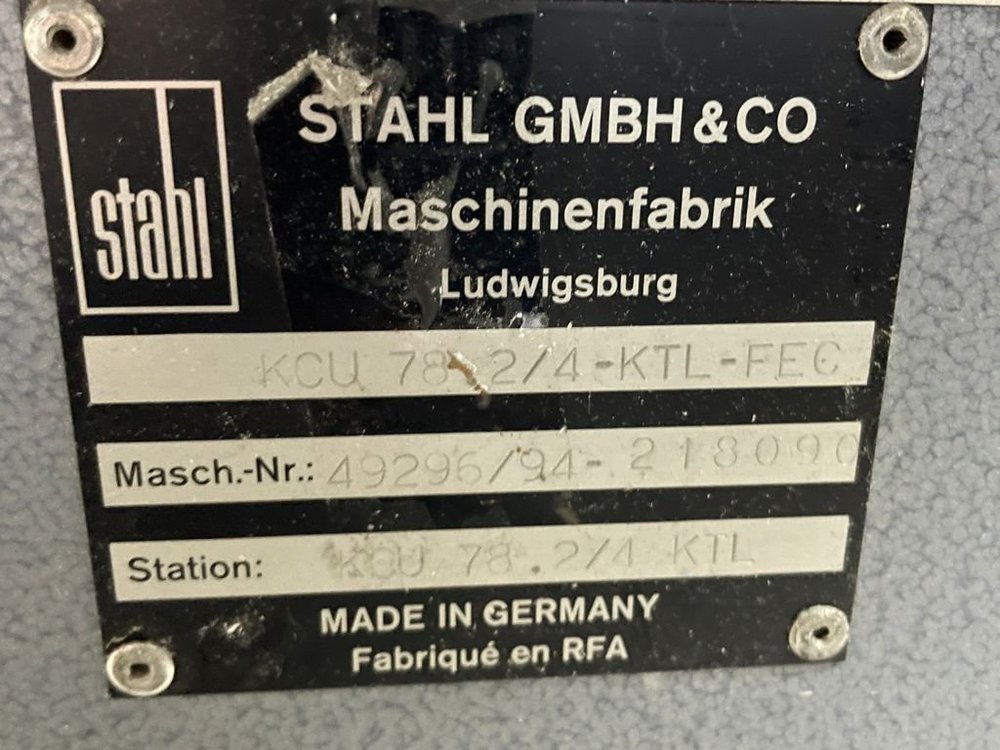 stahl
STAHL GMBH & CO
Maschinenfabrik
Ludwigsburg
KCU 78.2/4-KTL-FEC
Masch.-Nr.: 49296/94-218090
Station: KCU 78.2/4 KTL
MADE IN GERMANY
Fabriqué en RFA